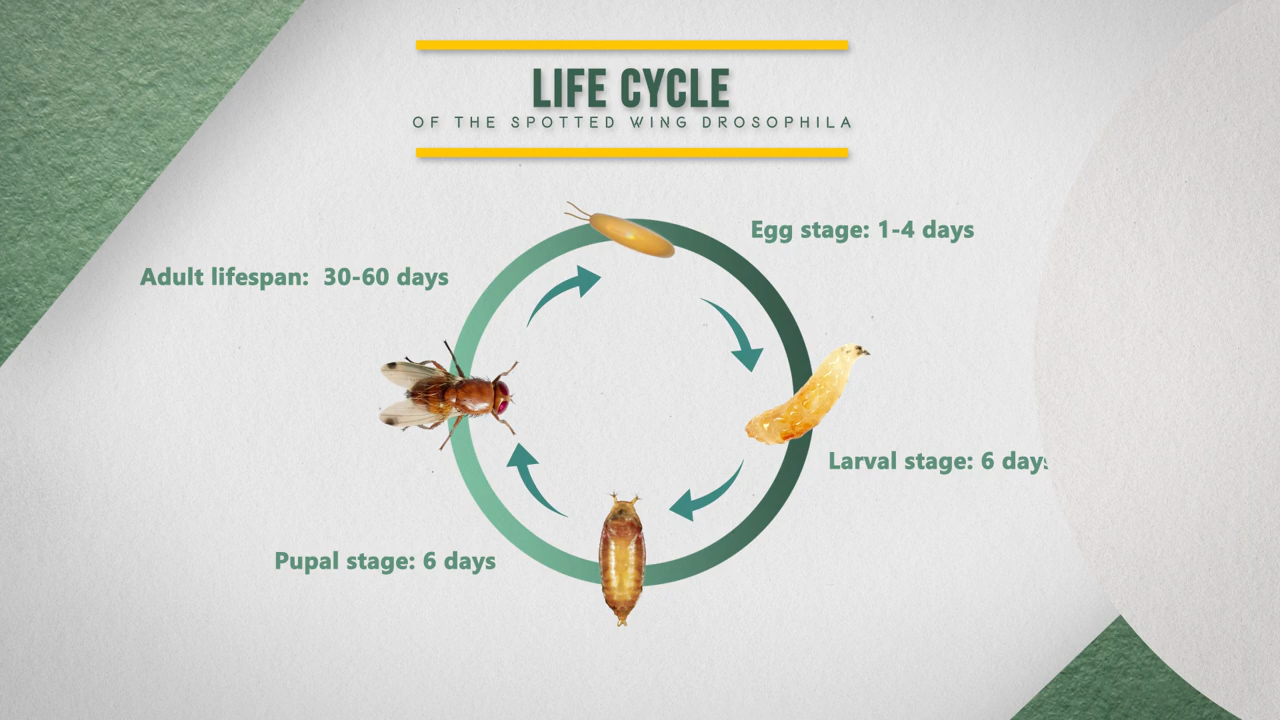 LIFE CYCLE
OF THE SPOTTED WING DROSOPHILA
Egg stage: 1-4 days
Adult lifespan: 30-60 days
Larval stage: 6 days
Pupal stage: 6 days